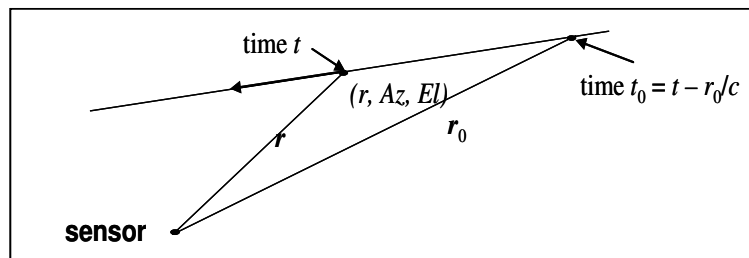 time t
time t₀ = t – r₀/c
(r, Az, El)
r
r₀
sensor